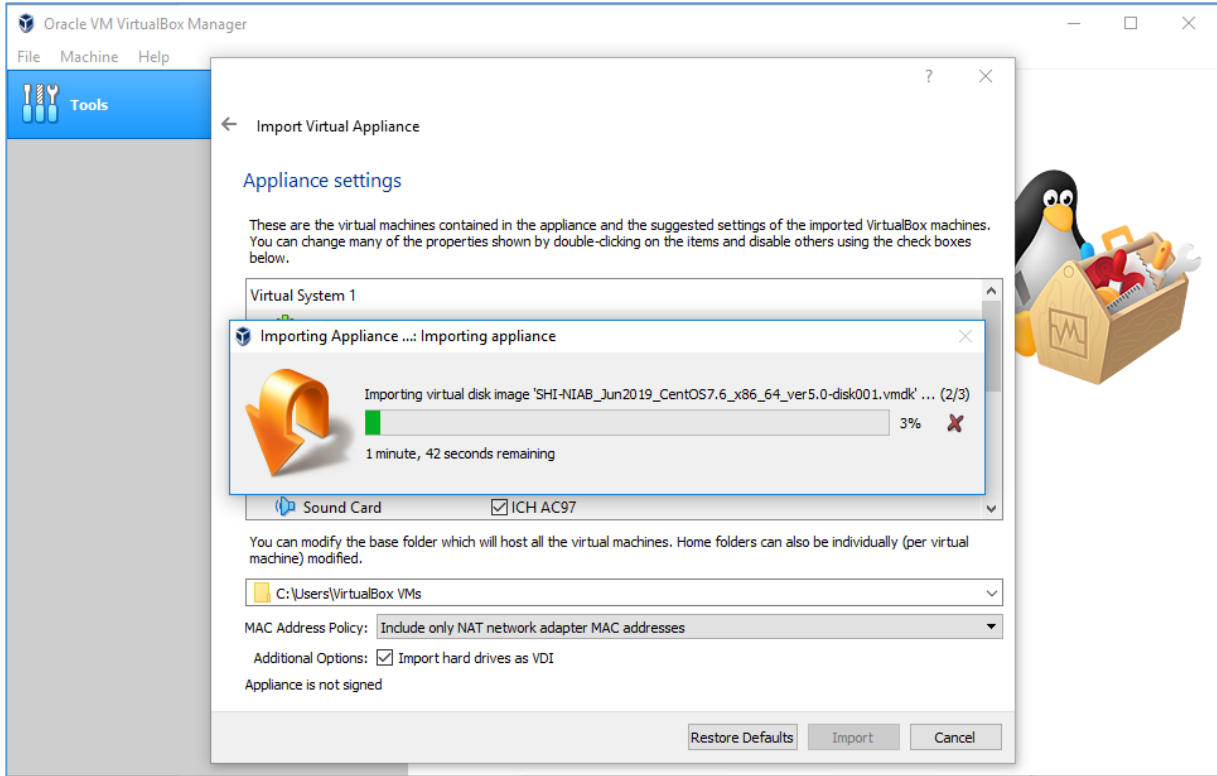 Oracle VM VirtualBox Manager
File Machine Help
Tools
?
Import Virtual Appliance
Appliance settings
These are the virtual machines contained in the appliance and the suggested settings of the imported VirtualBox machines.
You can change many of the properties shown by double-clicking on the items and disable others using the check boxes
below.
Virtual System 1
Importing Appliance ...: Importing appliance
Importing virtual disk image 'SHI-NIAB_Jun2019_CentOS7.6_x86_64_ver5.0-disk001.vmdk' ... (2/3)
3%
1 minute, 42 seconds remaining
Sound Card ICH AC97
You can modify the base folder which will host all the virtual machines. Home folders can also be individually (per virtual
machine) modified.
C:\Users\VirtualBox VMs
MAC Address Policy: Include only NAT network adapter MAC addresses
Additional Options: Import hard drives as VDI
Appliance is not signed
Restore Defaults Import Cancel